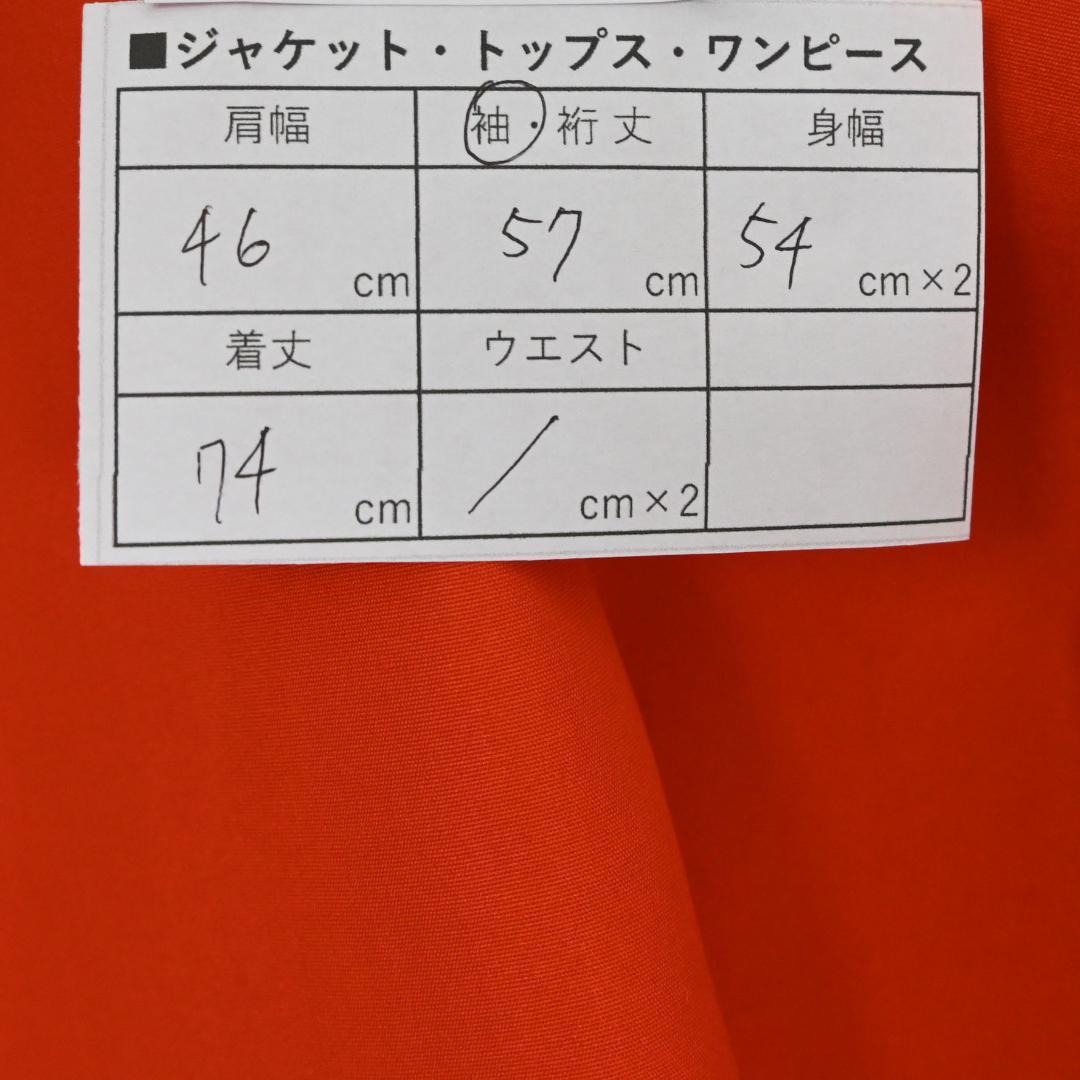 ■ジャケット・トップス・ワンピース
肩幅 袖・裄丈 身幅
46 cm 57 cm 54 cm×2
着丈 ウエスト
74 cm / cm×2